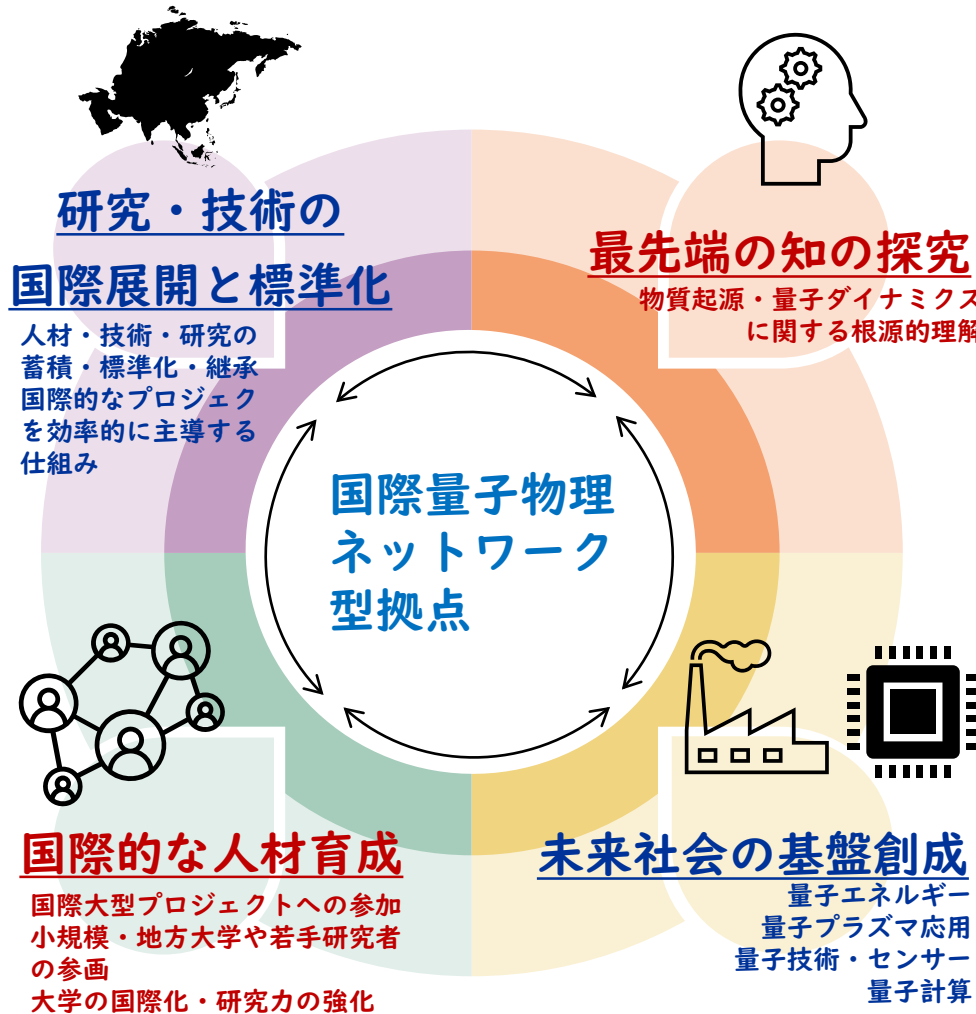 研究・技術の
国際展開と標準化
人材・技術・研究の
蓄積・標準化・継承
国際的なプロジェク
を効率的に主導する
仕組み
最先端の知の探究
物質起源・量子ダイナミクス
に関する根源的理解
国際量子物理
ネットワーク
型拠点
国際的な人材育成
国際大型プロジェクトへの参加
小規模・地方大学や若手研究者
の参画
大学の国際化・研究力の強化
未来社会の基盤創成
量子エネルギー
量子プラズマ応用
量子技術・センサー
量子計算